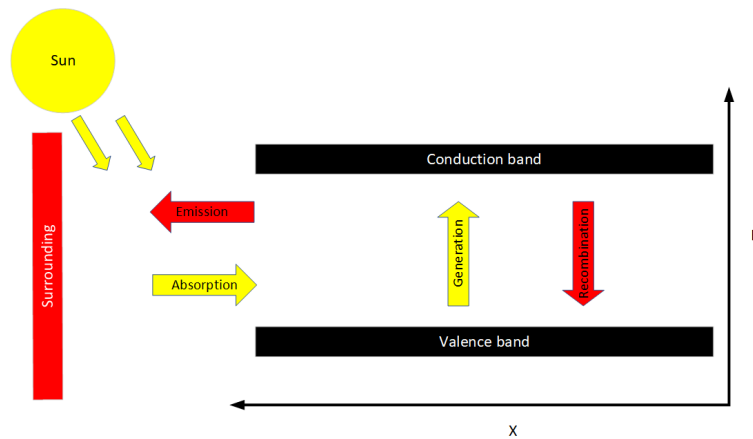 Sun
Conduction band
Emission
Absorption
Generation
Recombination
Surrounding
Valence band
X